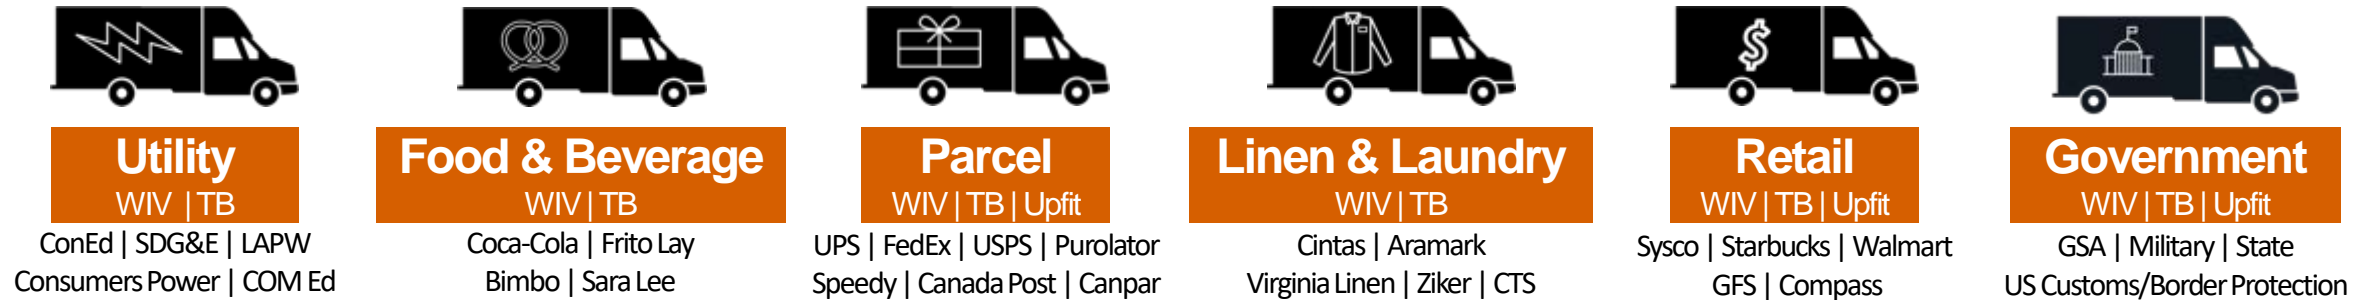 Utility
WIV | TB
ConEd | SDG&E | LAPW
Consumers Power | COM Ed
Food & Beverage
WIV | TB
Coca-Cola | Frito Lay
Bimbo | Sara Lee
Parcel
WIV | TB | Upfit
UPS | FedEx | USPS | Purolator
Speedy | Canada Post | Canpar
Linen & Laundry
WIV | TB
Cintas | Aramark
Virginia Linen | Ziker | CTS
Retail
WIV | TB | Upfit
Sysco | Starbucks | Walmart
GFS | Compass
Government
WIV | TB | Upfit
GSA | Military | State
US Customs/Border Protection